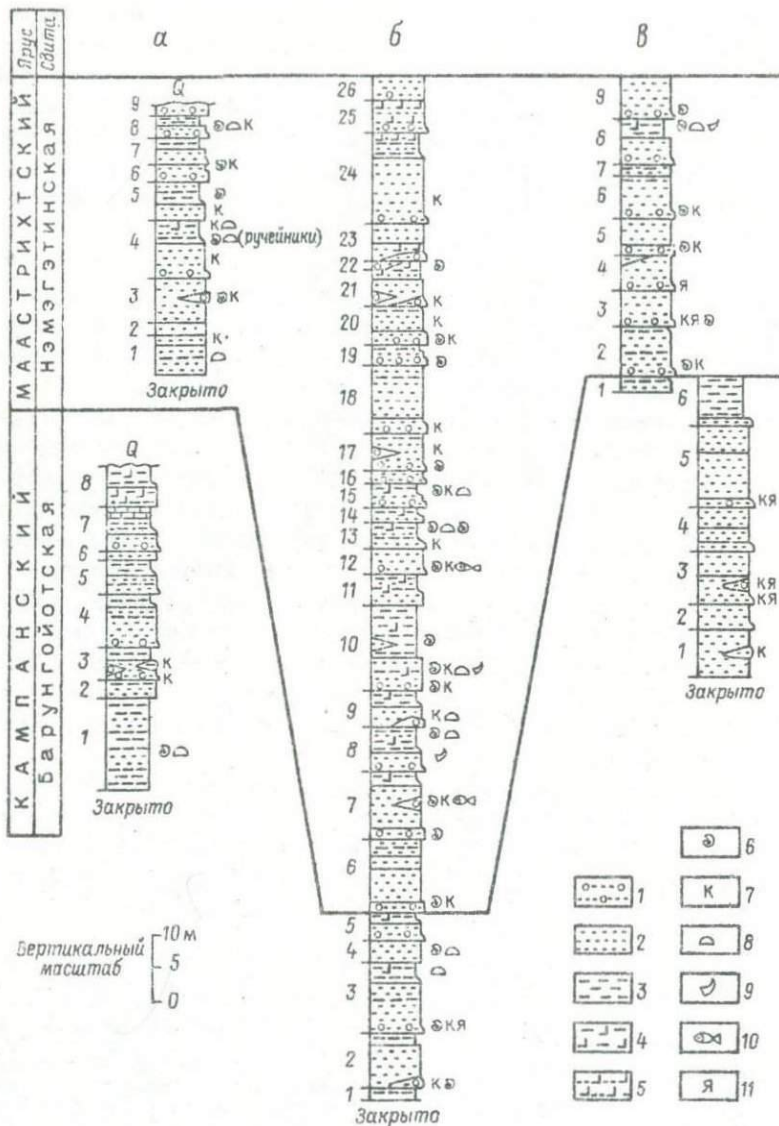 Ярус
Свита
а
б
в
МААСТРИХТСКИЙ
Нэмэгэтинская
КАМПАНСКИЙ
Барунгойотская
Q
9
8
К
7
К
6
5
К
К
4
(ручейники)
К
3
К
2
К
1
Закрыто
Q
8
7
6
5
4
3
К
К
2
1
Закрыто
26
25
24
К
23
22
21
К
20
К
К
19
18
К
17
К
16
15
К
14
13
К
12
К
11
10
К
К
9
К
8
7
К
6
К
5
4
3
КЯ
2
К
1
Закрыто
9
8
7
6
К
5
К
4
Я
3
КЯ
2
К
1
6
5
КЯ
4
3
КЯ
КЯ
2
1
К
Закрыто
Вертикальный
масштаб
10 м
5
0
1
2
3
4
5
6
К 7
8
9
10
Я 11